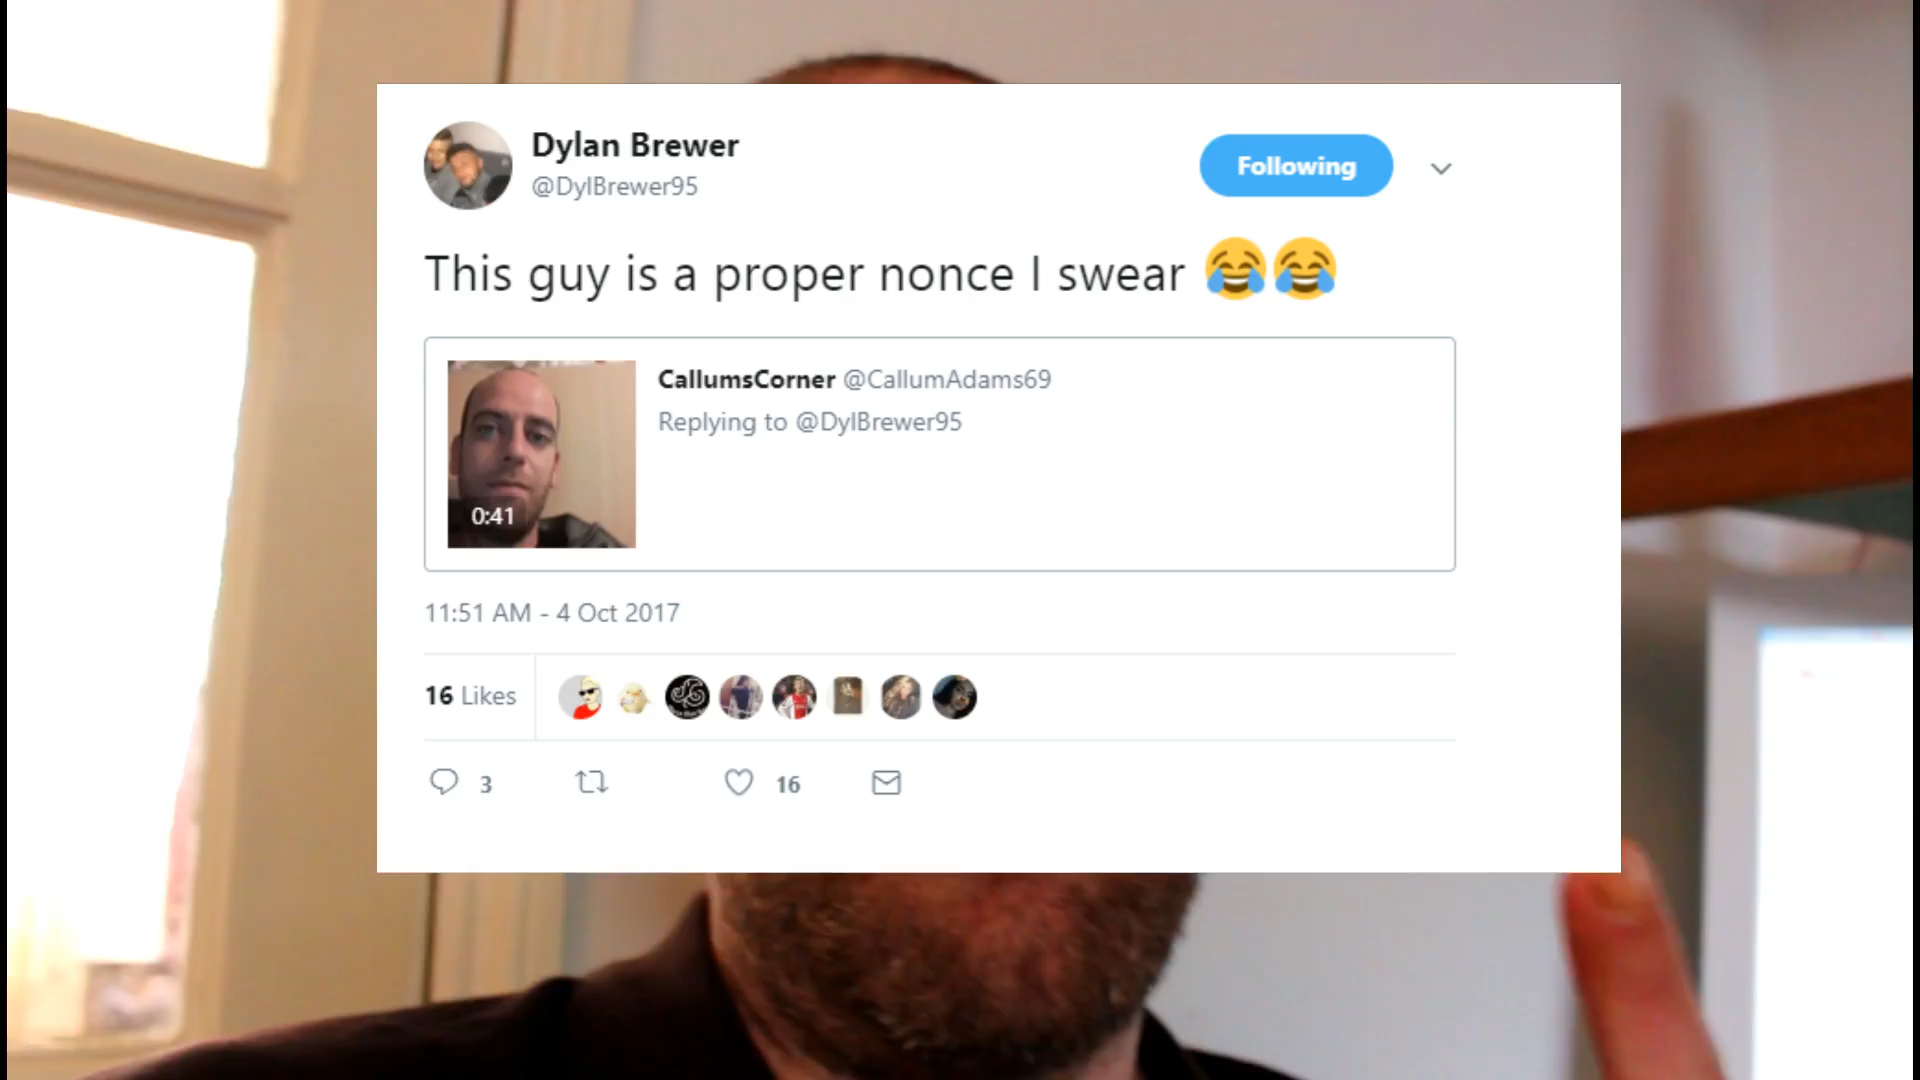 Dylan Brewer
@DylBrewer95
Following
This guy is a proper nonce I swear 😂😂
CallumsCorner @CallumAdams69
Replying to @DylBrewer95
0:41
11:51 AM - 4 Oct 2017
16 Likes
3
16